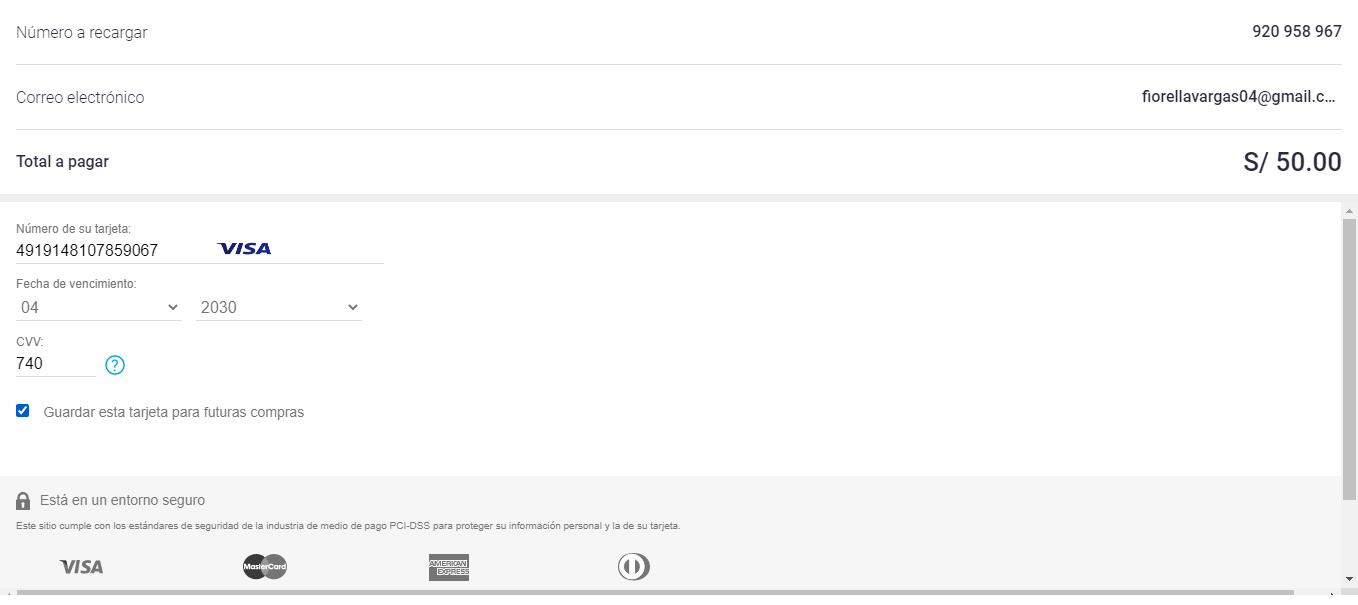 Número a recargar 920 958 967
Correo electrónico fiorellavargas04@gmail.c...
Total a pagar S/ 50.00
Número de su tarjeta:
4919148107859067 VISA
Fecha de vencimiento:
04 2030
CVV:
740 ?
Guardar esta tarjeta para futuras compras
Está en un entorno seguro
Este sitio cumple con los estándares de seguridad de la industria de medio de pago PCI-DSS para proteger su información personal y la de su tarjeta.
VISA MasterCard AMERICAN EXPRESS